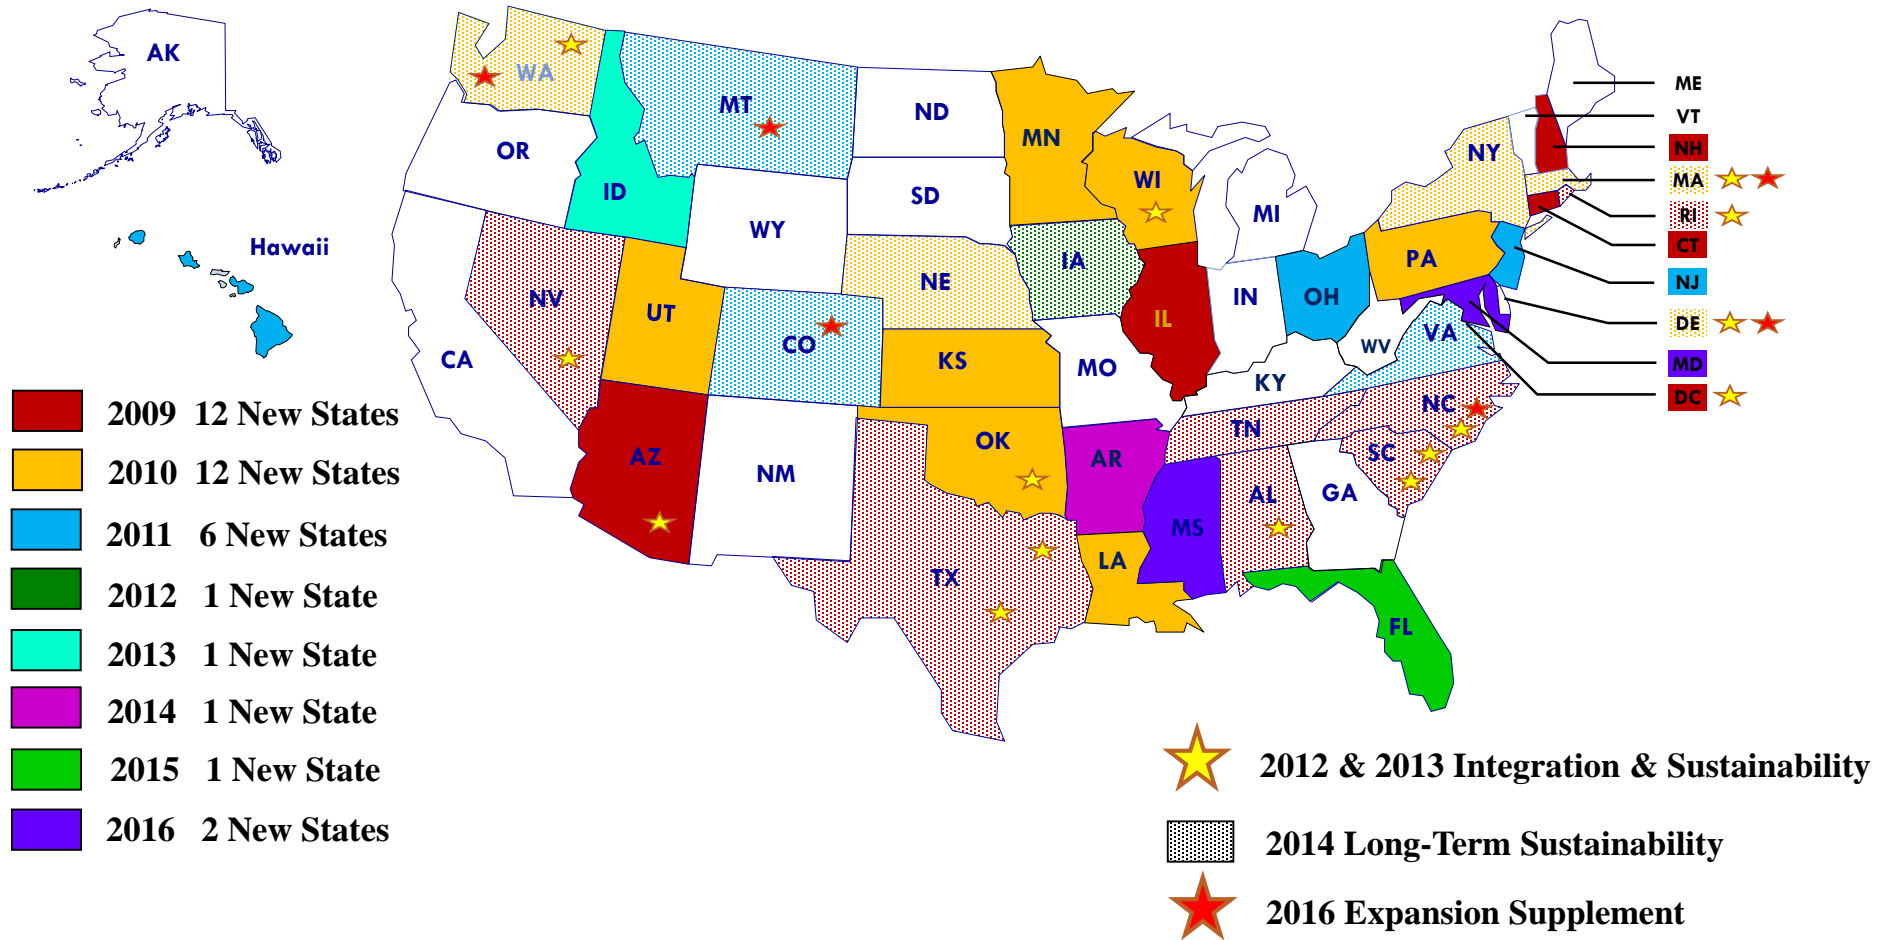 AK
WA
MT
ND
MN
ME
VT
OR
NH
NY
WI
MA
ID
SD
RI
MI
WY
CT
Hawaii
IA
PA
NE
NJ
NV
IN
OH
UT
IL
DE
CO
VA
WV
CA
KS
MO
MD
KY
DC
NC
2009 12 New States
TN
OK
SC
AZ
AR
2010 12 New States
NM
AL
GA
2011 6 New States
MS
LA
TX
2012 1 New State
FL
2013 1 New State
2014 1 New State
2015 1 New State
2012 & 2013 Integration & Sustainability
2016 2 New States
2014 Long-Term Sustainability
2016 Expansion Supplement